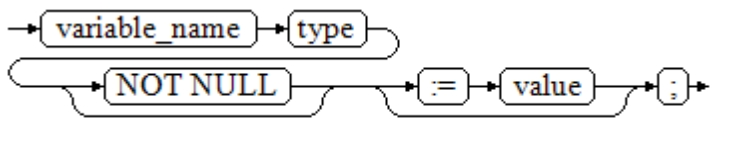 variable_name type
NOT NULL := value ;